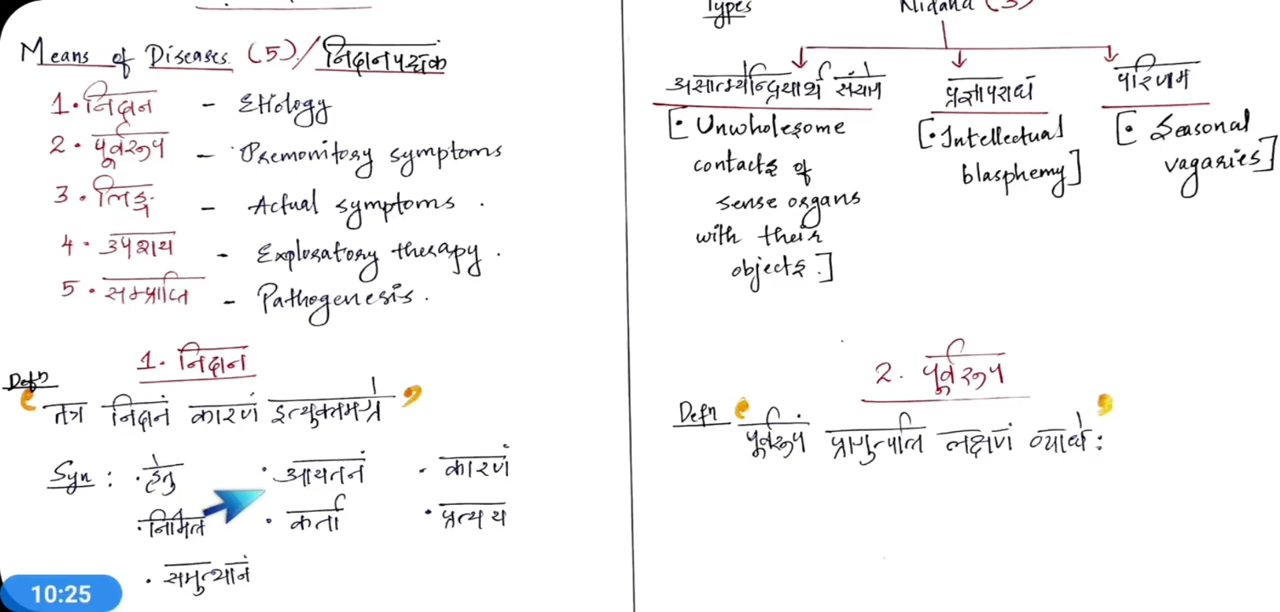 Means of Diseases (5) / निदानपञ्चकं
1. निदान - Etiology
2. पूर्वरूप - Premonitory symptoms
3. लिङ्ग - Actual symptoms.
4. उपशय - Exploratory therapy.
5. सम्प्राप्ति - Pathogenesis.
1. निदान
Defn
तत्र निदानं कारणं इत्युक्तमग्रे
Syn : • हेतु • आयतनं • कारणं
• निमित्त • कर्ता • प्रत्यय
• समुत्थानं
10:25
Types
Nidana (3)
असात्म्येन्द्रियार्थ संयोग
प्रज्ञापराध
परिणाम
[• Unwholesome
contacts of
sense organs
with their
objects.]
[• Intellectual
blasphemy]
[• Seasonal
vagaries]
2. पूर्वरूप
Defn
पूर्वरूपं प्रागुत्पत्ति लक्षणं व्याधेः